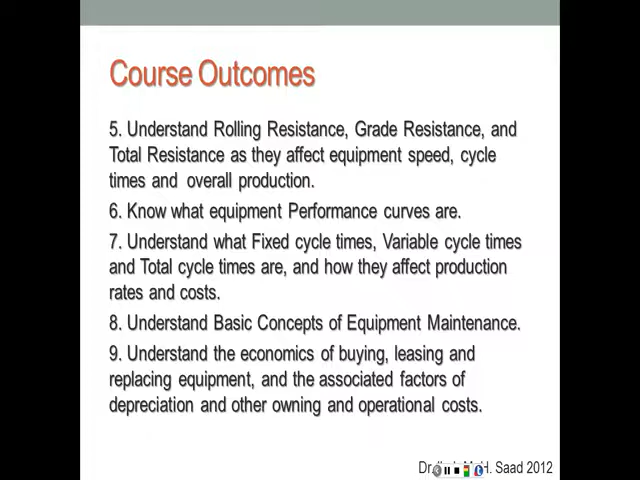 Course Outcomes
5. Understand Rolling Resistance, Grade Resistance, and
Total Resistance as they affect equipment speed, cycle
times and overall production.
6. Know what equipment Performance curves are.
7. Understand what Fixed cycle times, Variable cycle times
and Total cycle times are, and how they affect production
rates and costs.
8. Understand Basic Concepts of Equipment Maintenance.
9. Understand the economics of buying, leasing and
replacing equipment, and the associated factors of
depreciation and other owning and operational costs.
Dr. H. Saad 2012